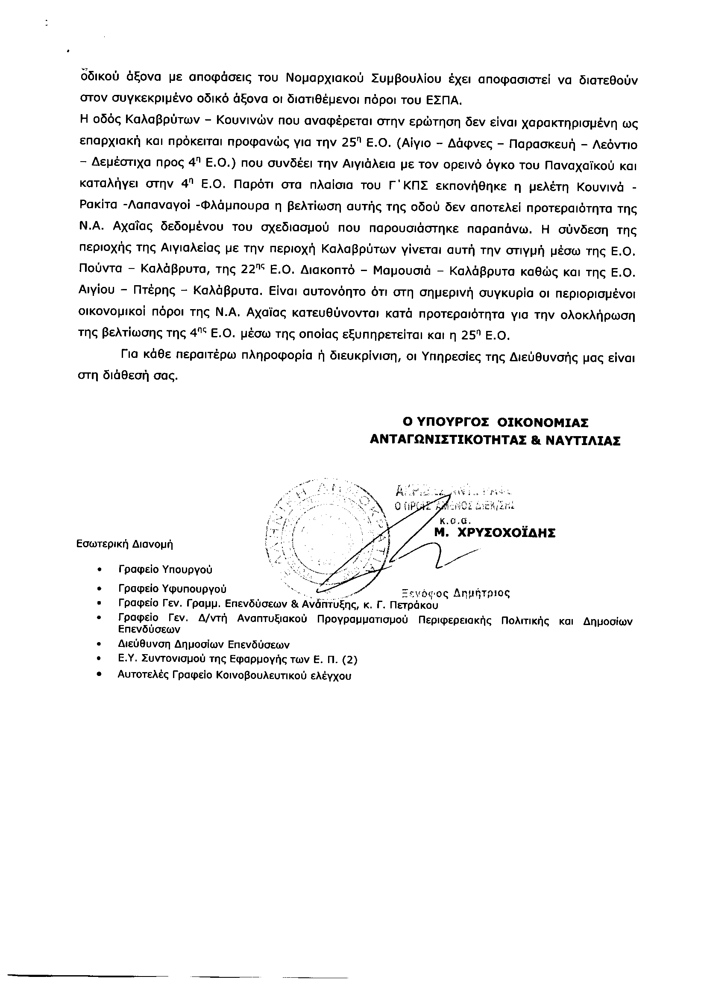 οδικού άξονα με αποφάσεις του Νομαρχιακού Συμβουλίου έχει αποφασιστεί να διατεθούν
στον συγκεκριμένο οδικό άξονα οι διατιθέμενοι πόροι του ΕΣΠΑ.
Η οδός Καλαβρύτων – Κουνινών που αναφέρεται στην ερώτηση δεν είναι χαρακτηρισμένη ως
επαρχιακή και πρόκειται προφανώς για την 25η Ε.Ο. (Αίγιο – Δάφνες – Παρασκευή – Λεόντιο
– Δεμέστιχα προς 4η Ε.Ο.) που συνδέει την Αιγιάλεια με τον ορεινό όγκο του Παναχαϊκού και
καταλήγει στην 4η Ε.Ο. Παρότι στα πλαίσια του Γ΄ΚΠΣ εκπονήθηκε η μελέτη Κουνινά -
Ρακίτα -Λαπαναγοί -Φλάμπουρα η βελτίωση αυτής της οδού δεν αποτελεί προτεραιότητα της
Ν.Α. Αχαΐας δεδομένου του σχεδιασμού που παρουσιάστηκε παραπάνω. Η σύνδεση της
περιοχής της Αιγιαλείας με την περιοχή Καλαβρύτων γίνεται αυτή την στιγμή μέσω της Ε.Ο.
Πούντα – Καλάβρυτα, της 22ης Ε.Ο. Διακοπτό – Μαμουσιά – Καλάβρυτα καθώς και της Ε.Ο.
Αιγίου – Πτέρης – Καλάβρυτα. Είναι αυτονόητο ότι στη σημερινή συγκυρία οι περιορισμένοι
οικονομικοί πόροι της Ν.Α. Αχαΐας κατευθύνονται κατά προτεραιότητα για την ολοκλήρωση
της βελτίωσης της 4ης Ε.Ο. μέσω της οποίας εξυπηρετείται και η 25η Ε.Ο.
Για κάθε περαιτέρω πληροφορία ή διευκρίνιση, οι Υπηρεσίες της Διεύθυνσής μας είναι
στη διάθεσή σας.
Ο ΥΠΟΥΡΓΟΣ ΟΙΚΟΝΟΜΙΑΣ
ΑΝΤΑΓΩΝΙΣΤΙΚΟΤΗΤΑΣ & ΝΑΥΤΙΛΙΑΣ
κ.α.α.
Μ. ΧΡΥΣΟΧΟΪΔΗΣ
Εσωτερική Διανομή
• Γραφείο Υπουργού
• Γραφείο Υφυπουργού
Δημήτριος
• Γραφείο Γεν. Γραμμ. Επενδύσεων & Ανάπτυξης, κ. Γ. Πετράκου
• Γραφείο Γεν. Δ/ντή Αναπτυξιακού Προγραμματισμού Περιφερειακής Πολιτικής και Δημοσίων
Επενδύσεων
• Διεύθυνση Δημοσίων Επενδύσεων
• Ε.Υ. Συντονισμού της Εφαρμογής των Ε. Π. (2)
• Αυτοτελές Γραφείο Κοινοβουλευτικού ελέγχου